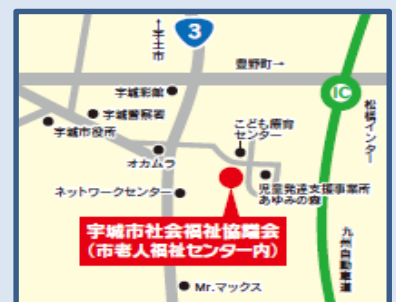 ↑宇土市
3
豊野町→
宇城彩館
宇城警察署
宇城市役所
IC
松橋インター
こども療育
センター
オカムラ
ネットワークセンター
児童発達支援事業所
あゆみの森
宇城市社会福祉協議会
(市老人福祉センター内)
九州自動車道
Mr.マックス